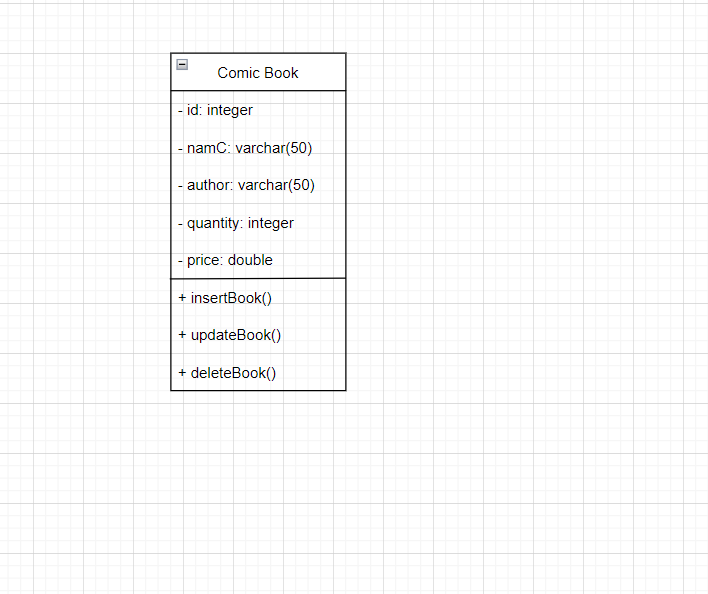 Comic Book
- id: integer
- namC: varchar(50)
- author: varchar(50)
- quantity: integer
- price: double
+ insertBook()
+ updateBook()
+ deleteBook()